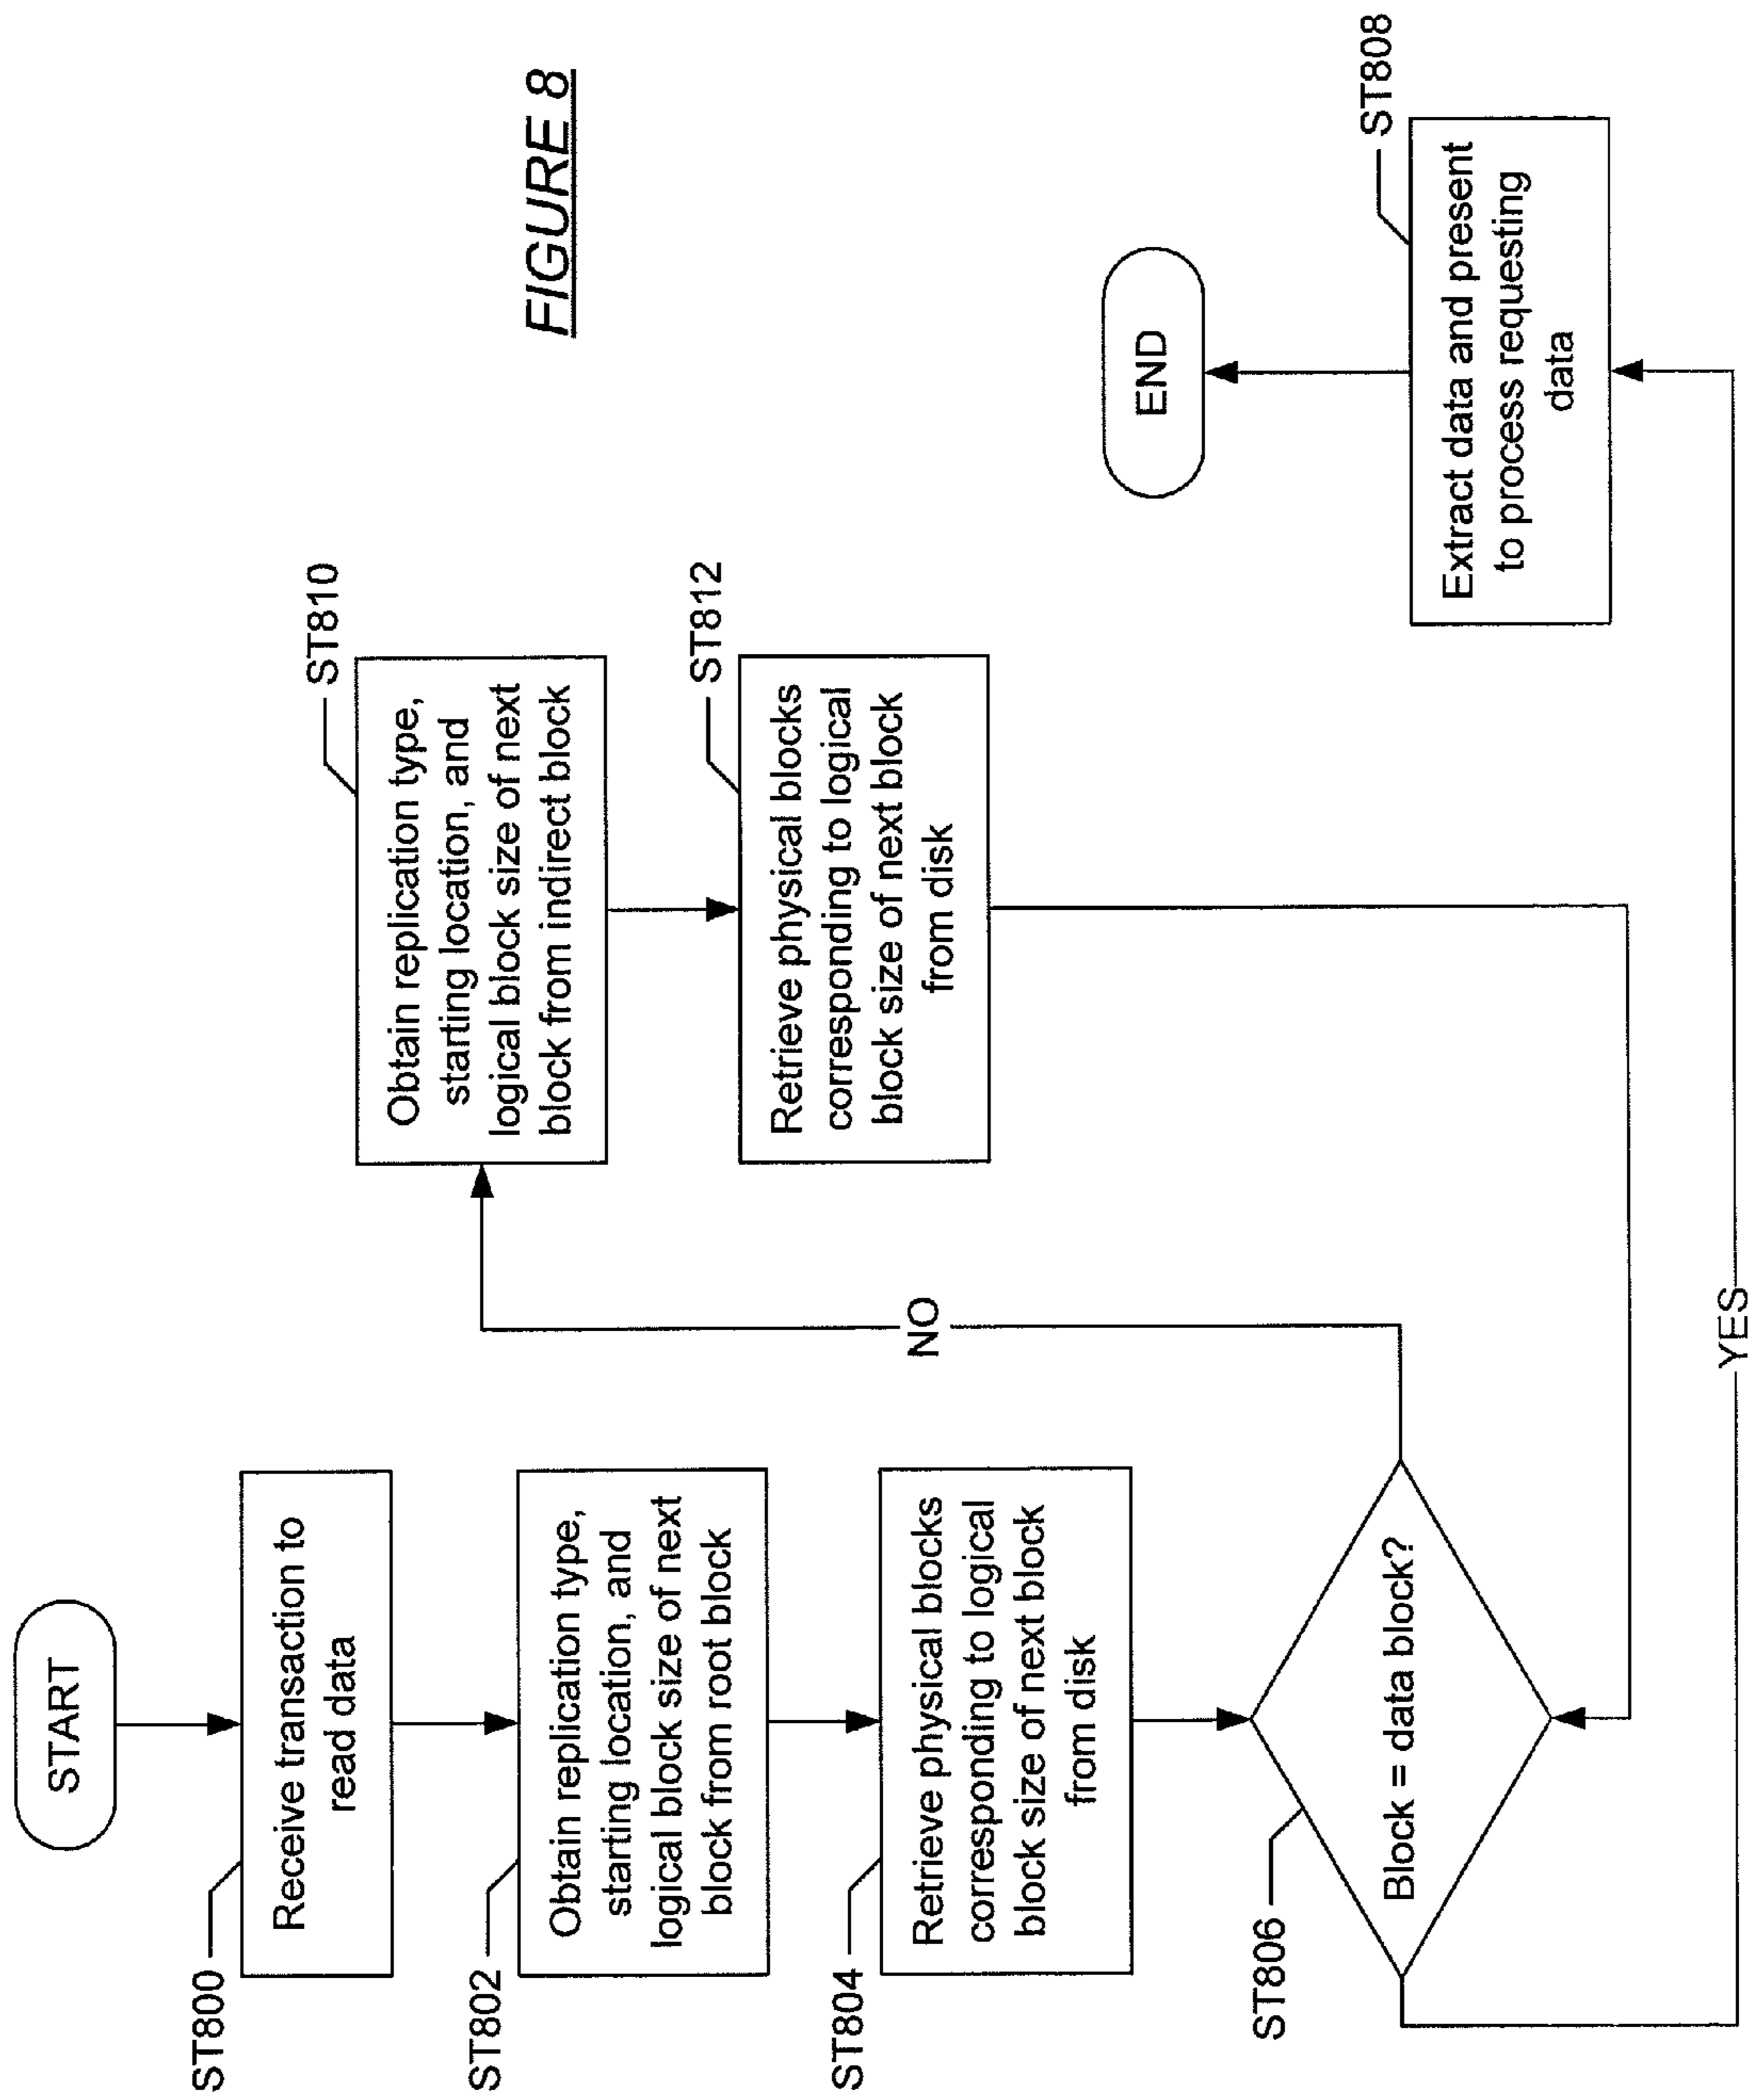 START
ST800
Receive transaction to
read data
ST802
Obtain replication type,
starting location, and
logical block size of next
block from root block
ST804
Retrieve physical blocks
corresponding to logical
block size of next block
from disk
ST806
Block = data block?
NO
YES
ST810
Obtain replication type,
starting location, and
logical block size of next
block from indirect block
ST812
Retrieve physical blocks
corresponding to logical
block size of next block
from disk
ST808
Extract data and present
to process requesting
data
END
FIGURE 8